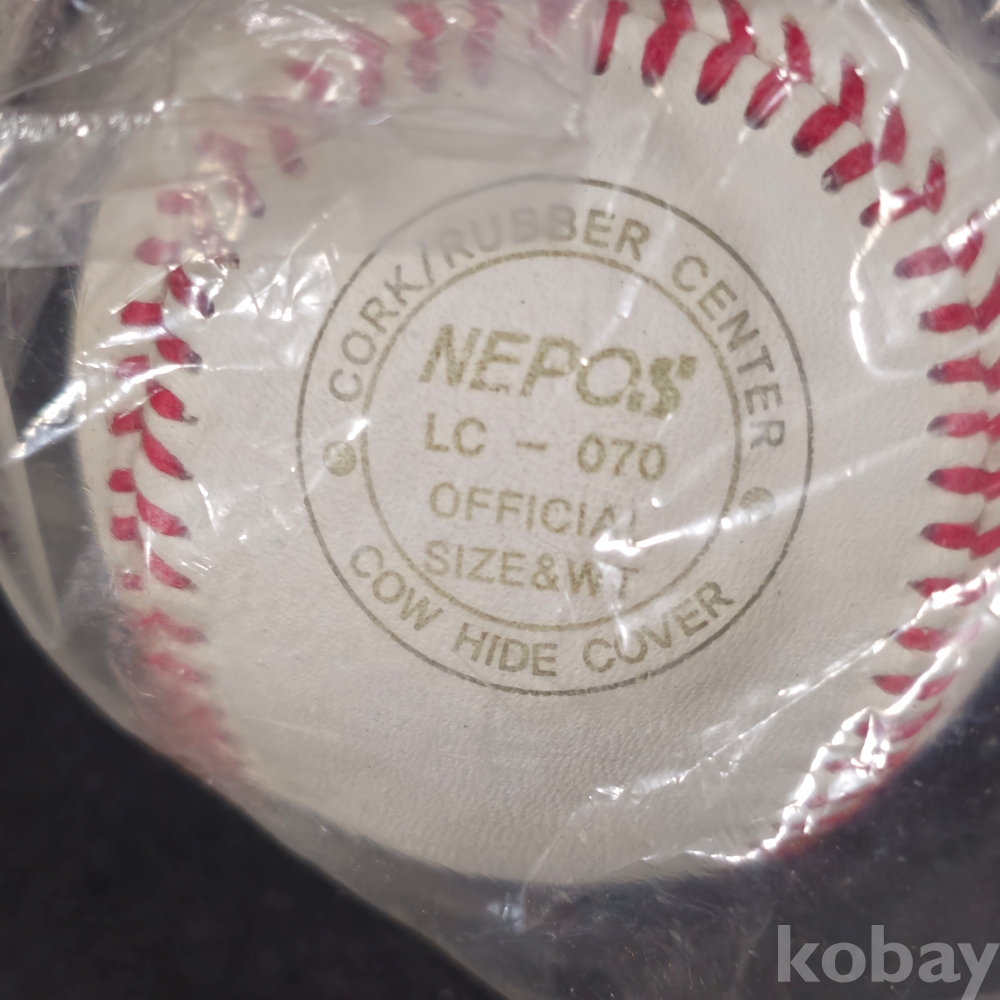 CORK/RUBBER CENTER
NEPOS
LC - 070
OFFICIAL
SIZE&WT
COW HIDE COVER
kobay